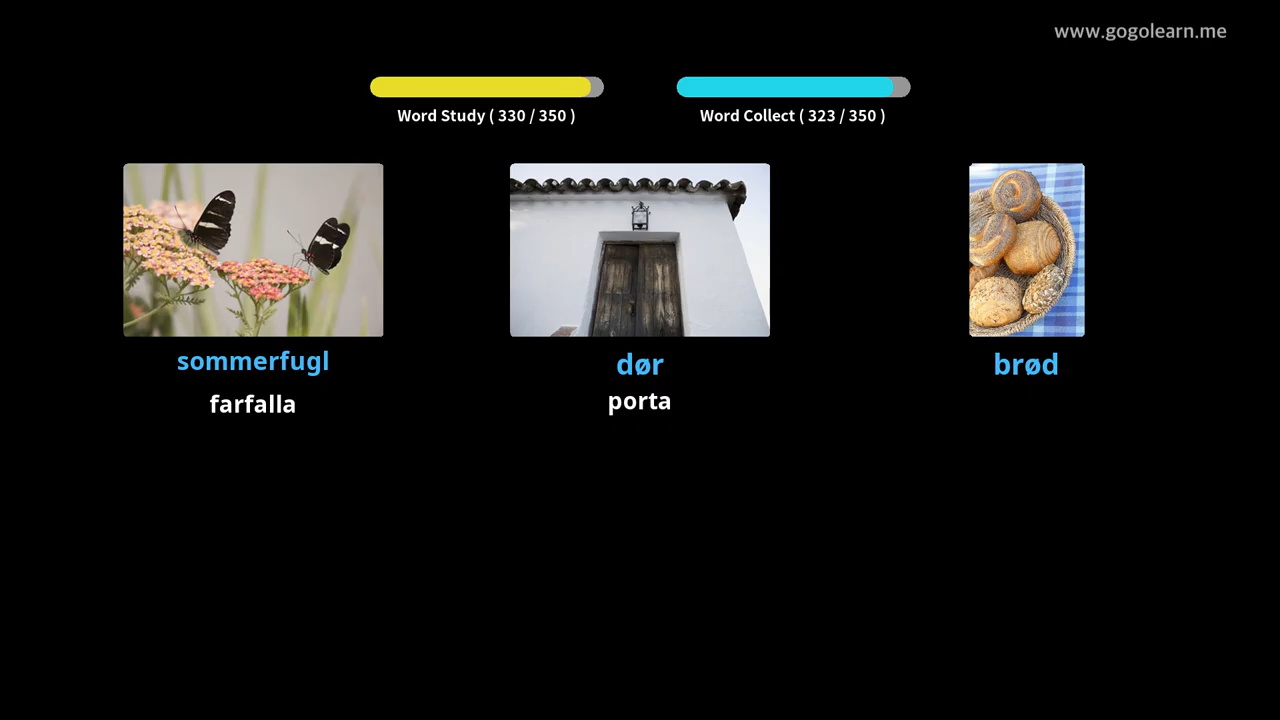 www.gogolearn.me
Word Study ( 330 / 350 )
Word Collect ( 323 / 350 )
sommerfugl
farfalla
dør
porta
brød